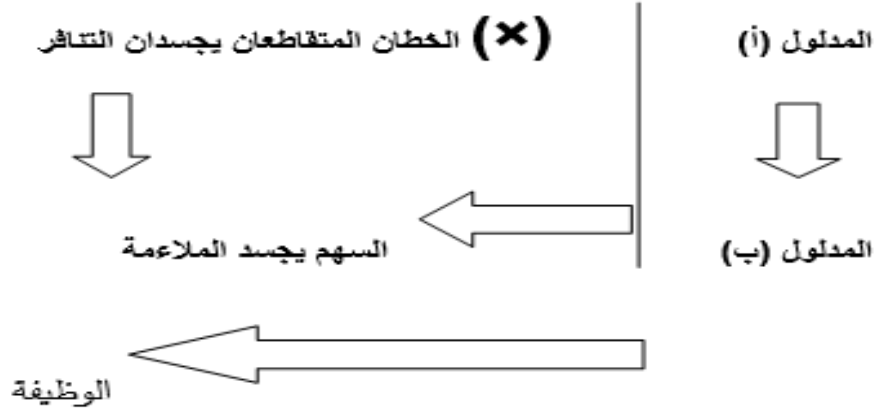 المدلول (أ) (×) الخطان المتقاطعان يجسدان التنافر
المدلول (ب) السهم يجسد الملاءمة
الوظيفة